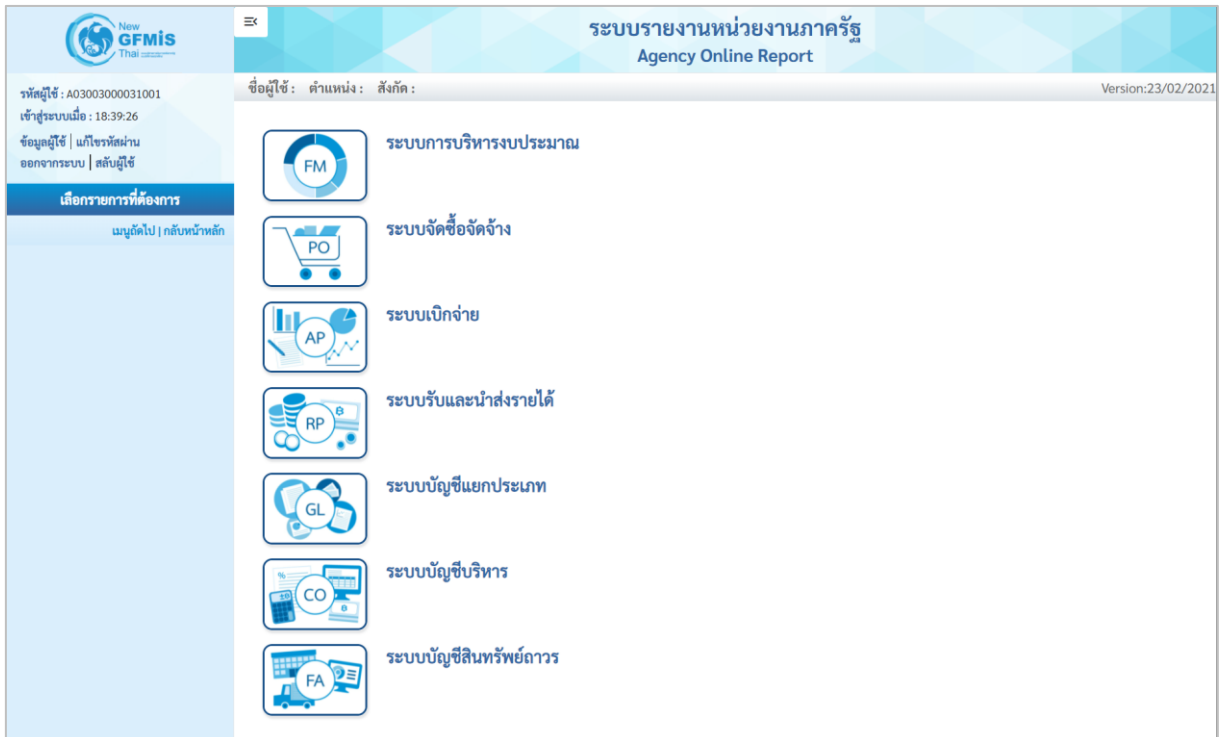 New
GFMiS
Thai
ระบบรายงานหน่วยงานภาครัฐ
Agency Online Report
รหัสผู้ใช้ : A03003000031001
เข้าสู่ระบบเมื่อ : 18:39:26
ข้อมูลผู้ใช้ | แก้ไขรหัสผ่าน
ออกจากระบบ | สลับผู้ใช้
เลือกรายการที่ต้องการ
เมนูถัดไป | กลับหน้าหลัก
ชื่อผู้ใช้ : ตำแหน่ง : สังกัด :
Version:23/02/2021
FM
ระบบการบริหารงบประมาณ
PO
ระบบจัดซื้อจัดจ้าง
AP
ระบบเบิกจ่าย
RP
ระบบรับและนำส่งรายได้
GL
ระบบบัญชีแยกประเภท
CO
ระบบบัญชีบริหาร
FA
ระบบบัญชีสินทรัพย์ถาวร